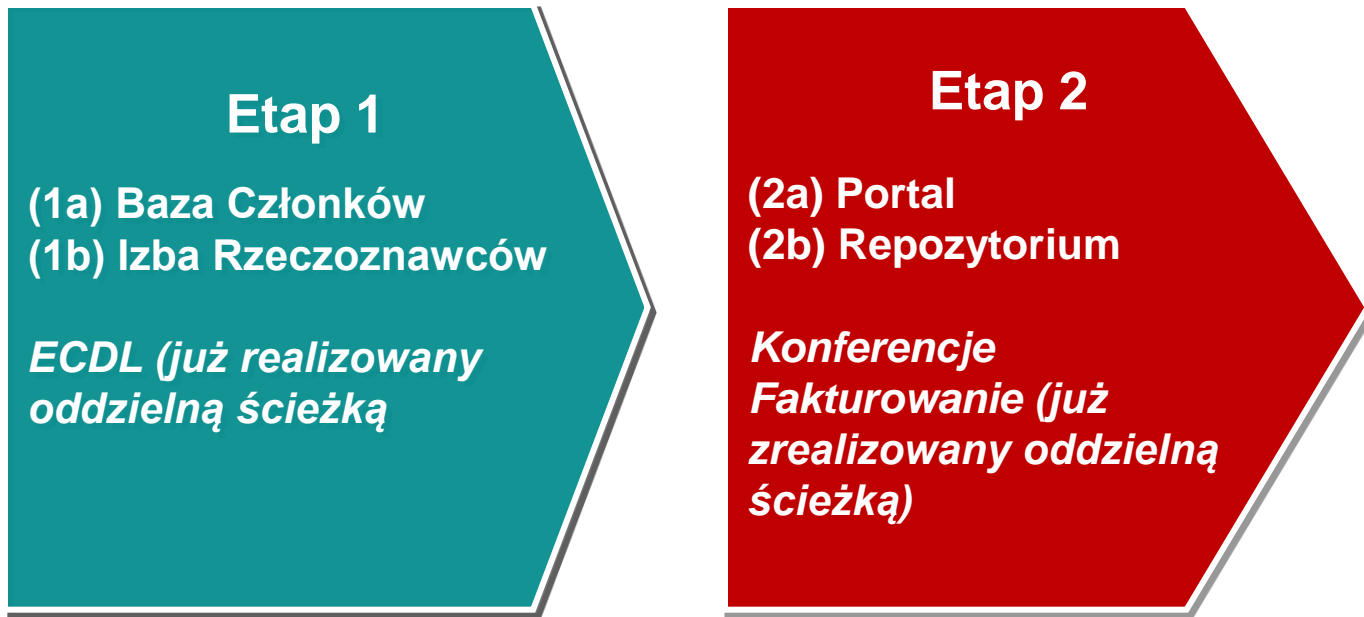 Etap 1
(1a) Baza Członków
(1b) Izba Rzeczoznawców
ECDL (już realizowany
oddzielną ścieżką
Etap 2
(2a) Portal
(2b) Repozytorium
Konferencje
Fakturowanie (już
zrealizowany oddzielną
ścieżką)